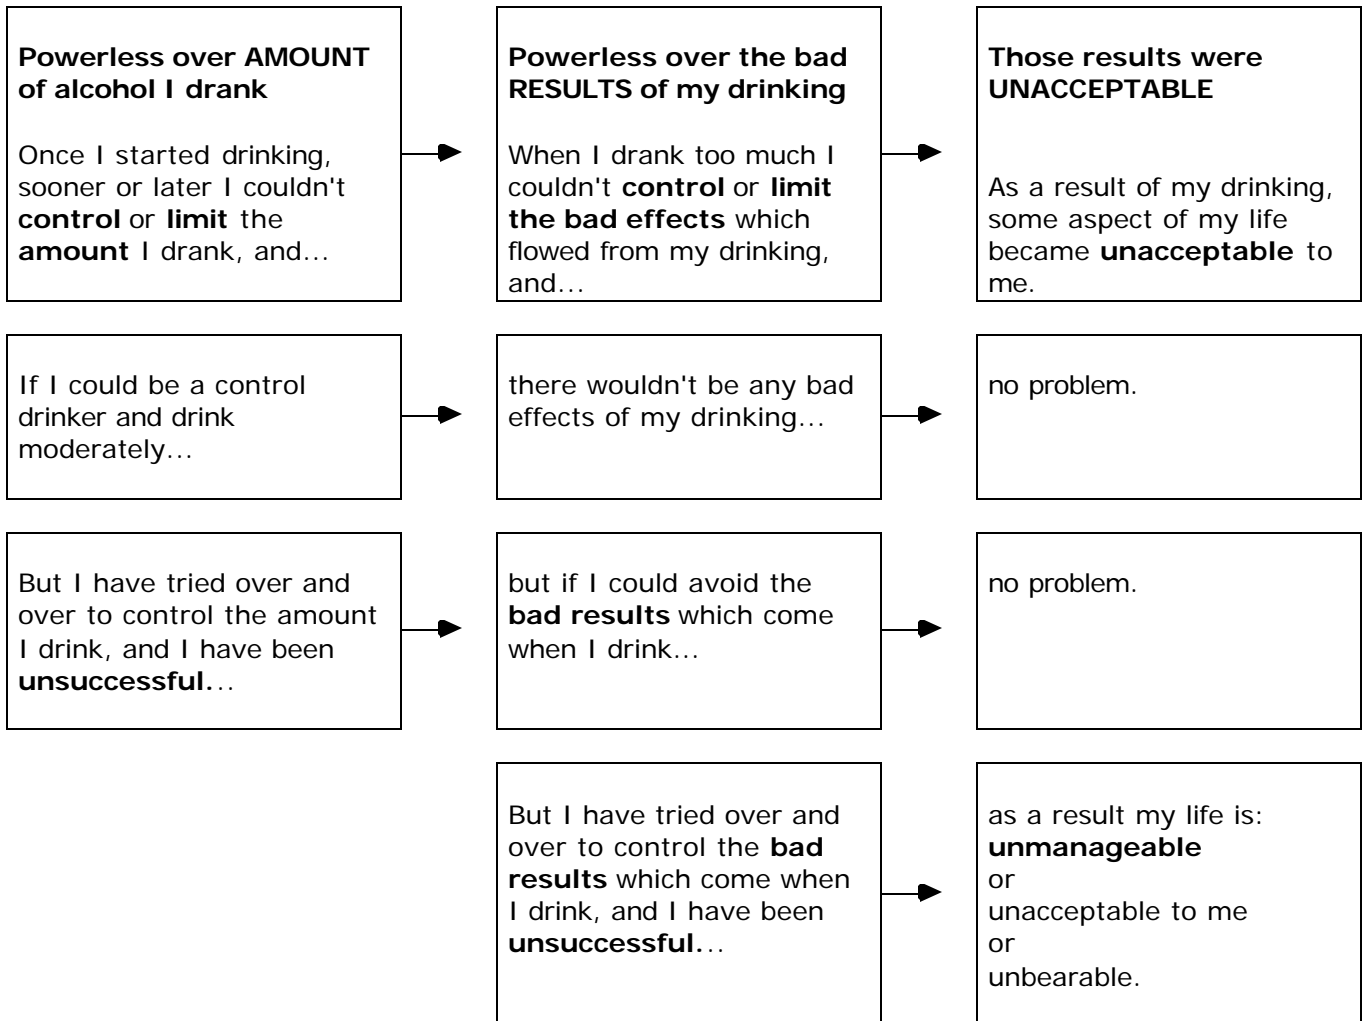 Powerless over AMOUNT
of alcohol I drank
Once I started drinking,
sooner or later I couldn't
control or limit the
amount I drank, and...
Powerless over the bad
RESULTS of my drinking
When I drank too much I
couldn't control or limit
the bad effects which
flowed from my drinking,
and...
Those results were
UNACCEPTABLE
As a result of my drinking,
some aspect of my life
became unacceptable to
me.
If I could be a control
drinker and drink
moderately...
there wouldn't be any bad
effects of my drinking...
no problem.
But I have tried over and
over to control the amount
I drink, and I have been
unsuccessful...
but if I could avoid the
bad results which come
when I drink...
no problem.
But I have tried over and
over to control the bad
results which come when
I drink, and I have been
unsuccessful...
as a result my life is:
unmanageable
or
unacceptable to me
or
unbearable.